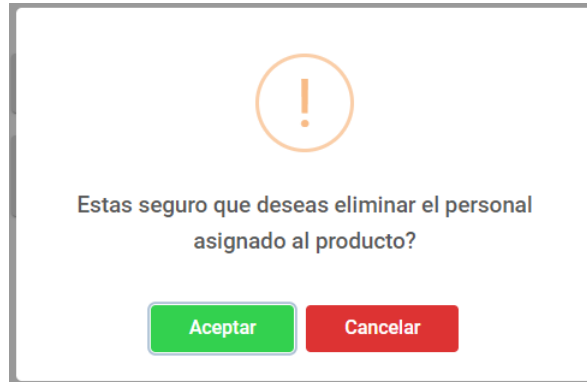 !
Estas seguro que deseas eliminar el personal
asignado al producto?
Aceptar
Cancelar